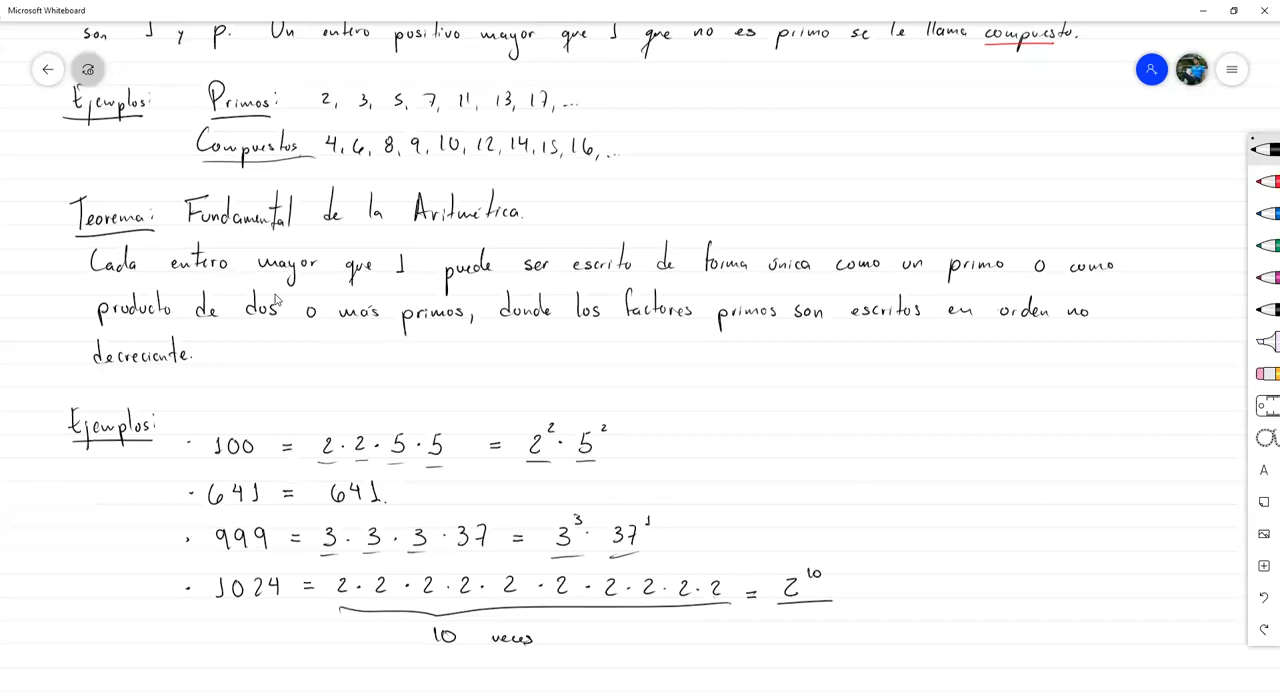 Microsoft Whiteboard
son 1 y p. Un entero positivo mayor que 1 que no es primo se le llama compuesto.
Ejemplos: Primos: 2, 3, 5, 7, 11, 13, 17, ...
Compuestos 4, 6, 8, 9, 10, 12, 14, 15, 16, ...
Teorema: Fundamental de la Aritmética.
Cada entero mayor que 1 puede ser escrito de forma única como un primo o como
producto de dos o más primos, donde los factores primos son escritos en orden no
decreciente.
Ejemplos:
· 100 = 2 · 2 · 5 · 5 = 2² · 5²
· 641 = 641.
· 999 = 3 · 3 · 3 · 37 = 3³ · 37¹
· 1024 = 2 · 2 · 2 · 2 · 2 · 2 · 2 · 2 · 2 · 2 = 2¹⁰
10 veces